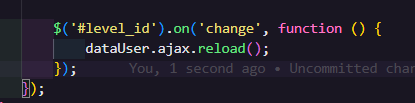 $('#level_id').on('change', function () {
dataUser.ajax.reload();
});
You, 1 second ago • Uncommitted
});